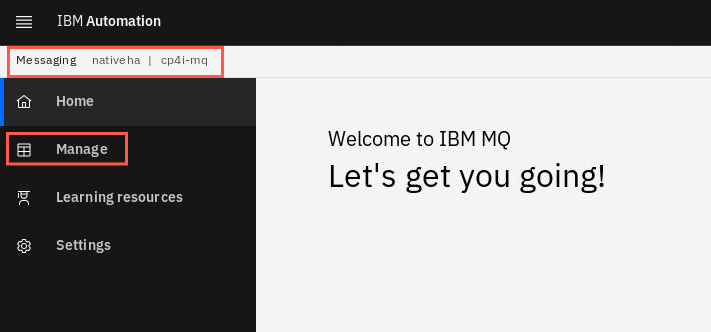 IBM Automation
Messaging nativeha | cp4i-mq
Home
Manage
Learning resources
Settings
Welcome to IBM MQ
Let's get you going!